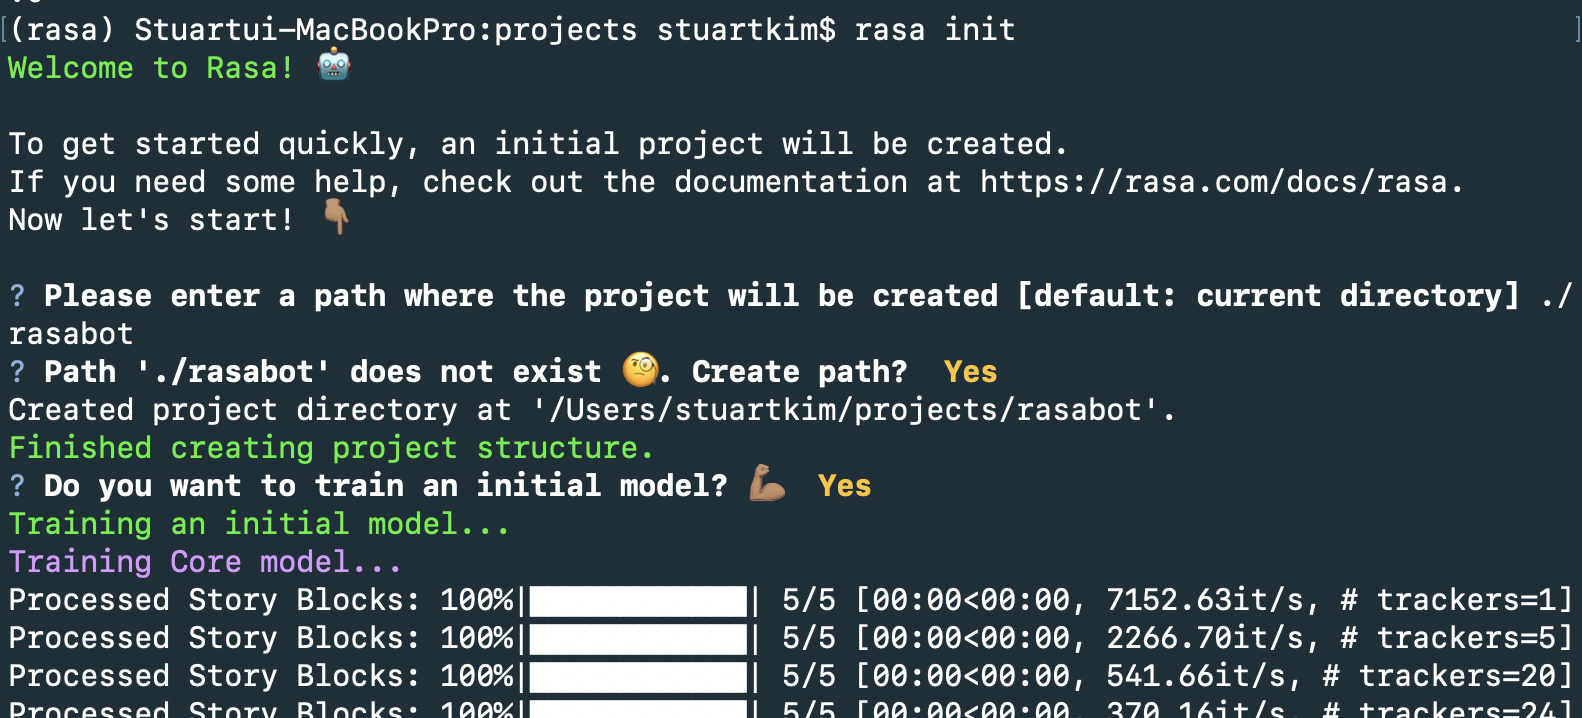 [(rasa) Stuartui-MacBookPro:projects stuartkim$ rasa init ]
Welcome to Rasa! 🤖
To get started quickly, an initial project will be created.
If you need some help, check out the documentation at https://rasa.com/docs/rasa.
Now let's start! 👇🏽
? Please enter a path where the project will be created [default: current directory] ./
rasabot
? Path './rasabot' does not exist 🧐. Create path?  Yes
Created project directory at '/Users/stuartkim/projects/rasabot'.
Finished creating project structure.
? Do you want to train an initial model? 💪🏽  Yes
Training an initial model...
Training Core model...
Processed Story Blocks: 100%|████████████| 5/5 [00:00<00:00, 7152.63it/s, # trackers=1]
Processed Story Blocks: 100%|████████████| 5/5 [00:00<00:00, 2266.70it/s, # trackers=5]
Processed Story Blocks: 100%|████████████| 5/5 [00:00<00:00, 541.66it/s, # trackers=20]
Processed Story Blocks: 100%|████████████| 5/5 [00:00<00:00, 370.16it/s, # trackers=24]